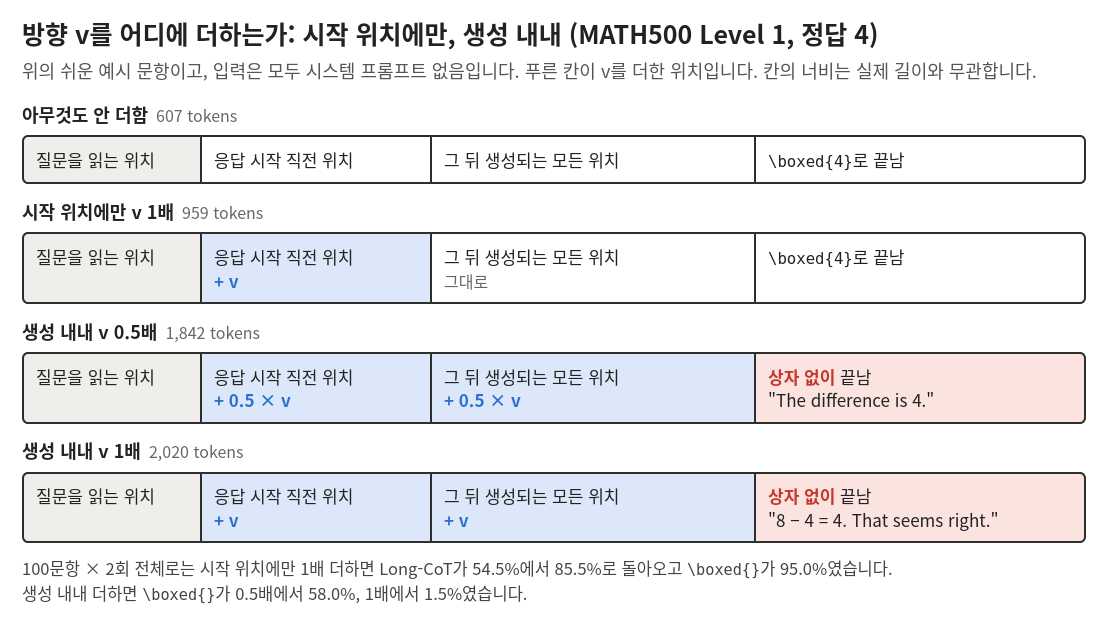 방향 v를 어디에 더하는가: 시작 위치에만, 생성 내내 (MATH500 Level 1, 정답 4)
위의 쉬운 예시 문항이고, 입력은 모두 시스템 프롬프트 없음입니다. 푸른 칸이 v를 더한 위치입니다. 칸의 너비는 실제 길이와 무관합니다.
아무것도 안 더함 607 tokens
질문을 읽는 위치 응답 시작 직전 위치 그 뒤 생성되는 모든 위치 \boxed{4}로 끝남
시작 위치에만 v 1배 959 tokens
질문을 읽는 위치 응답 시작 직전 위치 그 뒤 생성되는 모든 위치 \boxed{4}로 끝남
+ v 그대로
생성 내내 v 0.5배 1,842 tokens
질문을 읽는 위치 응답 시작 직전 위치 그 뒤 생성되는 모든 위치 상자 없이 끝남
+ 0.5 × v + 0.5 × v "The difference is 4."
생성 내내 v 1배 2,020 tokens
질문을 읽는 위치 응답 시작 직전 위치 그 뒤 생성되는 모든 위치 상자 없이 끝남
+ v + v "8 − 4 = 4. That seems right."
100문항 × 2회 전체로는 시작 위치에만 1배 더하면 Long-CoT가 54.5%에서 85.5%로 돌아오고 \boxed{}가 95.0%였습니다.
생성 내내 더하면 \boxed{}가 0.5배에서 58.0%, 1배에서 1.5%였습니다.